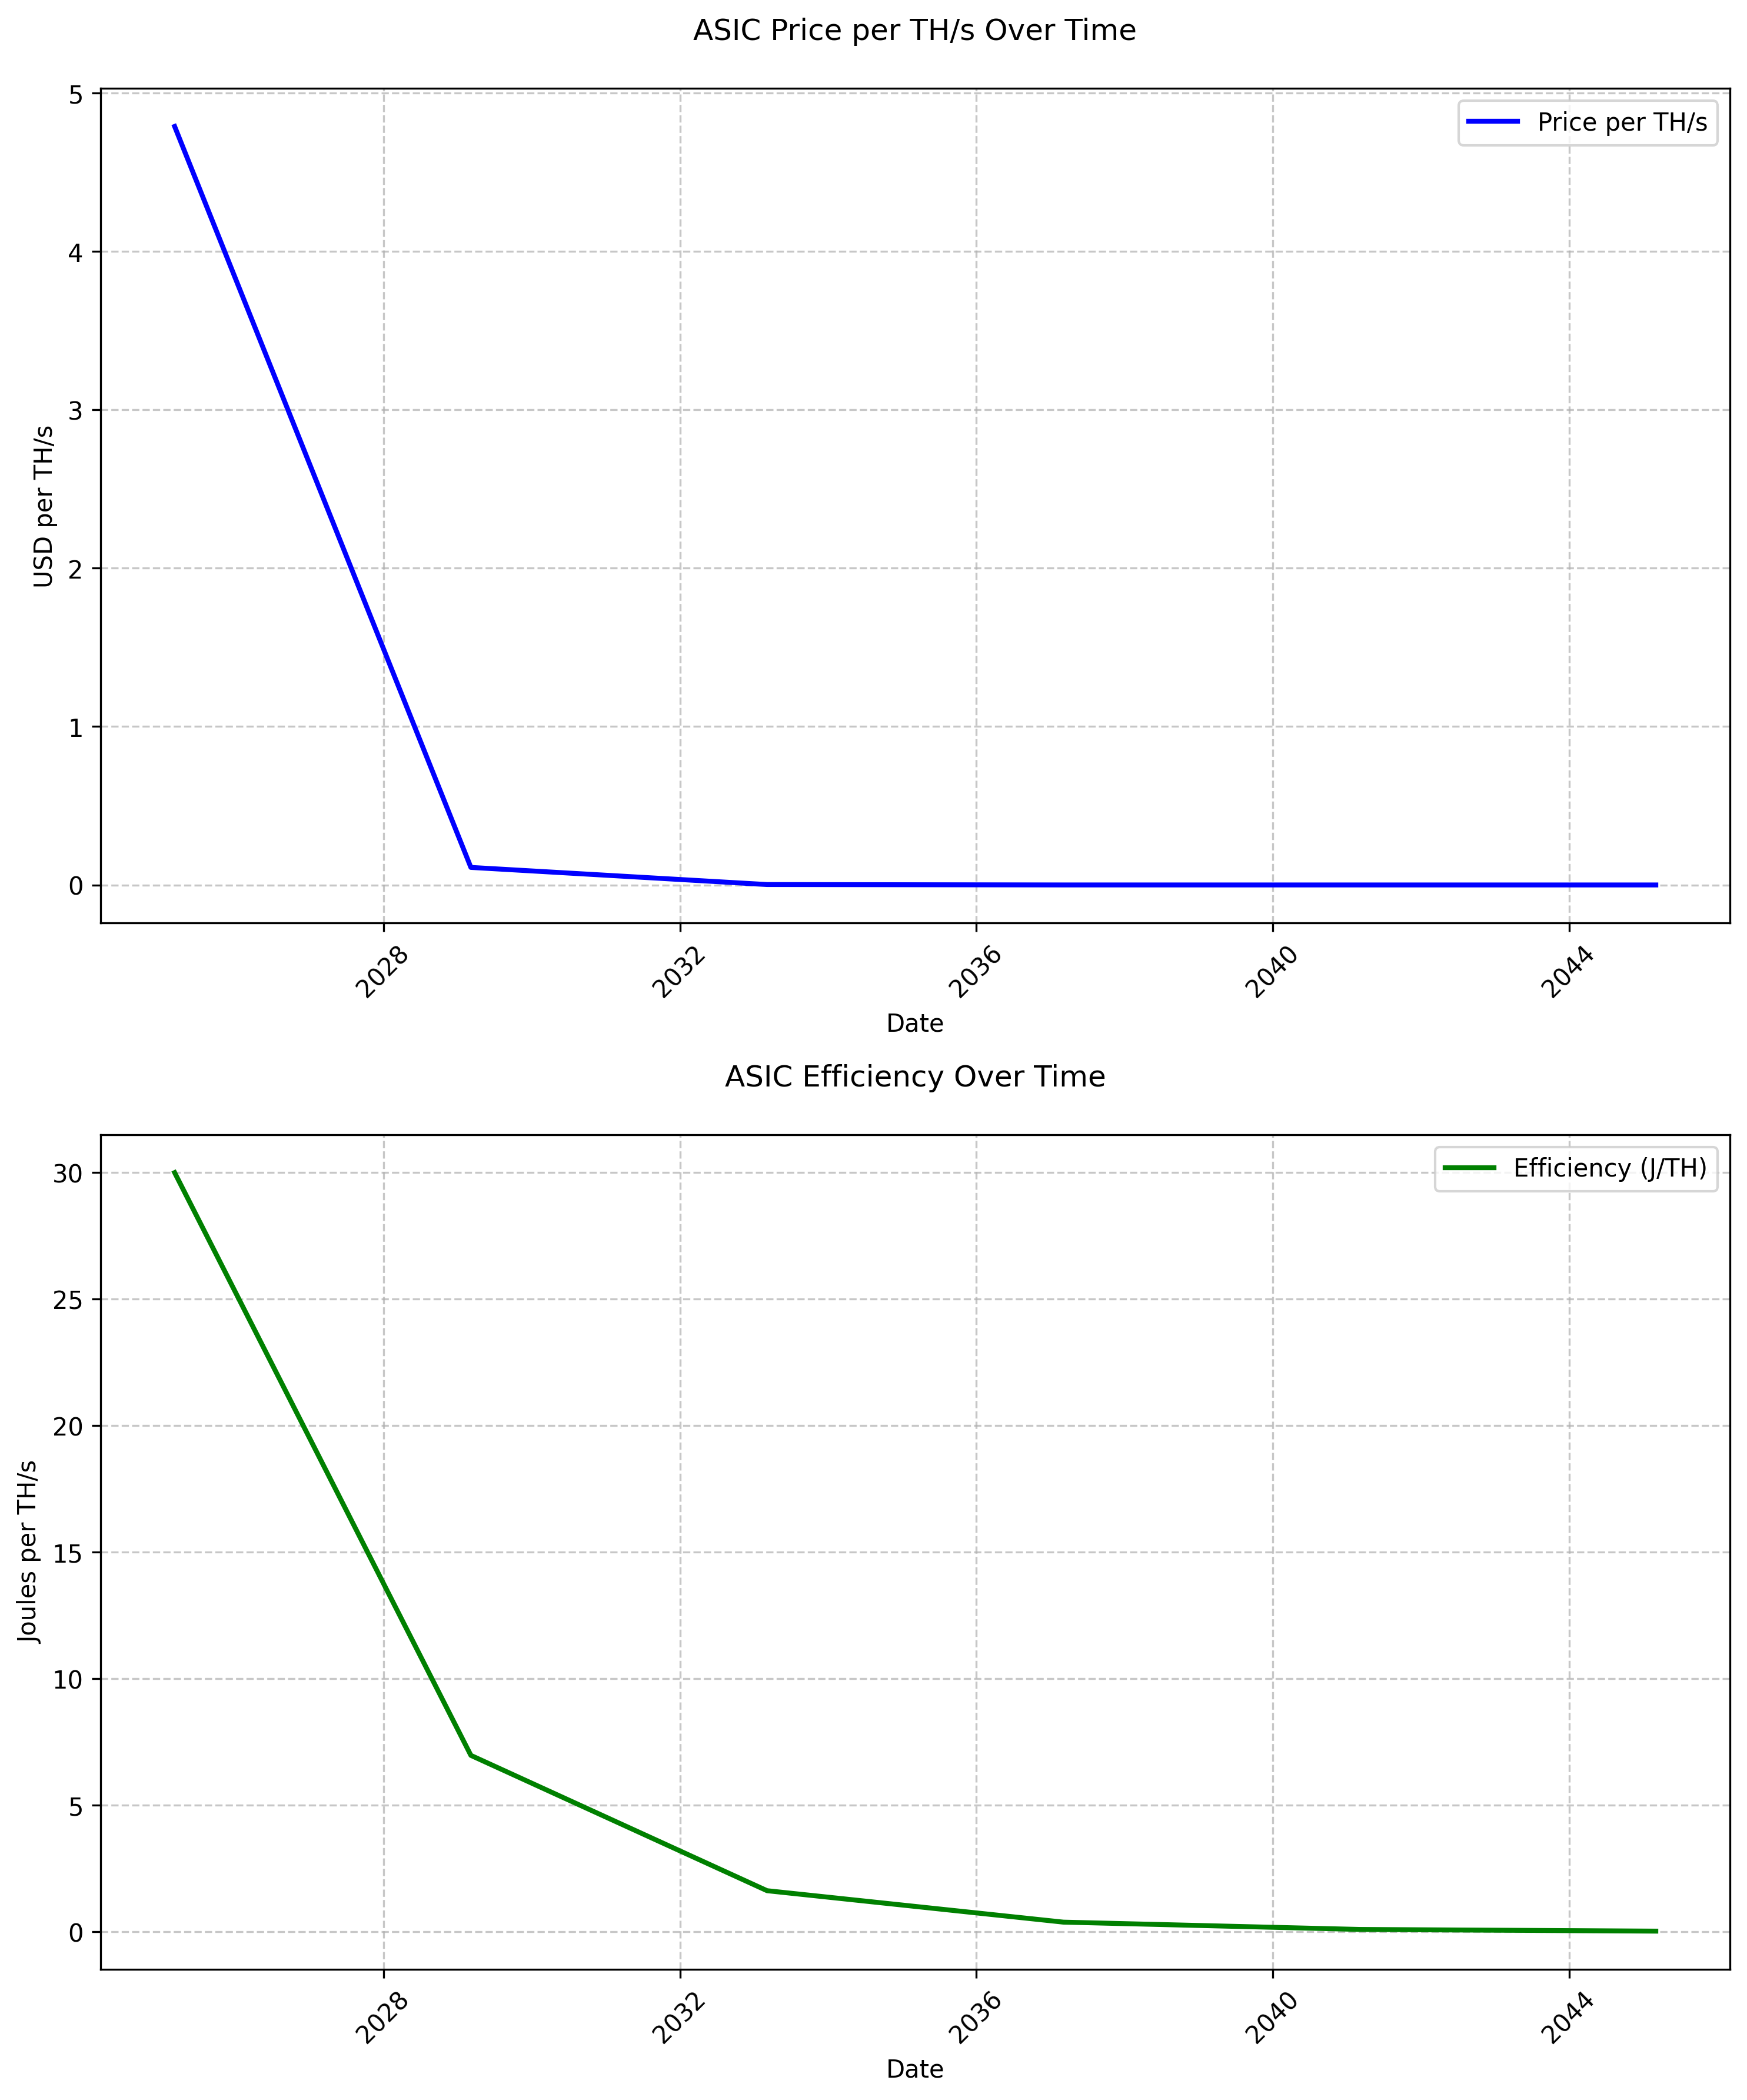 ASIC Price per TH/s Over Time
Price per TH/s
5
4
3
2
1
0
USD per TH/s
2028
2032
2036
2040
2044
Date
ASIC Efficiency Over Time
Efficiency (J/TH)
30
25
20
15
10
5
0
Joules per TH/s
2028
2032
2036
2040
2044
Date